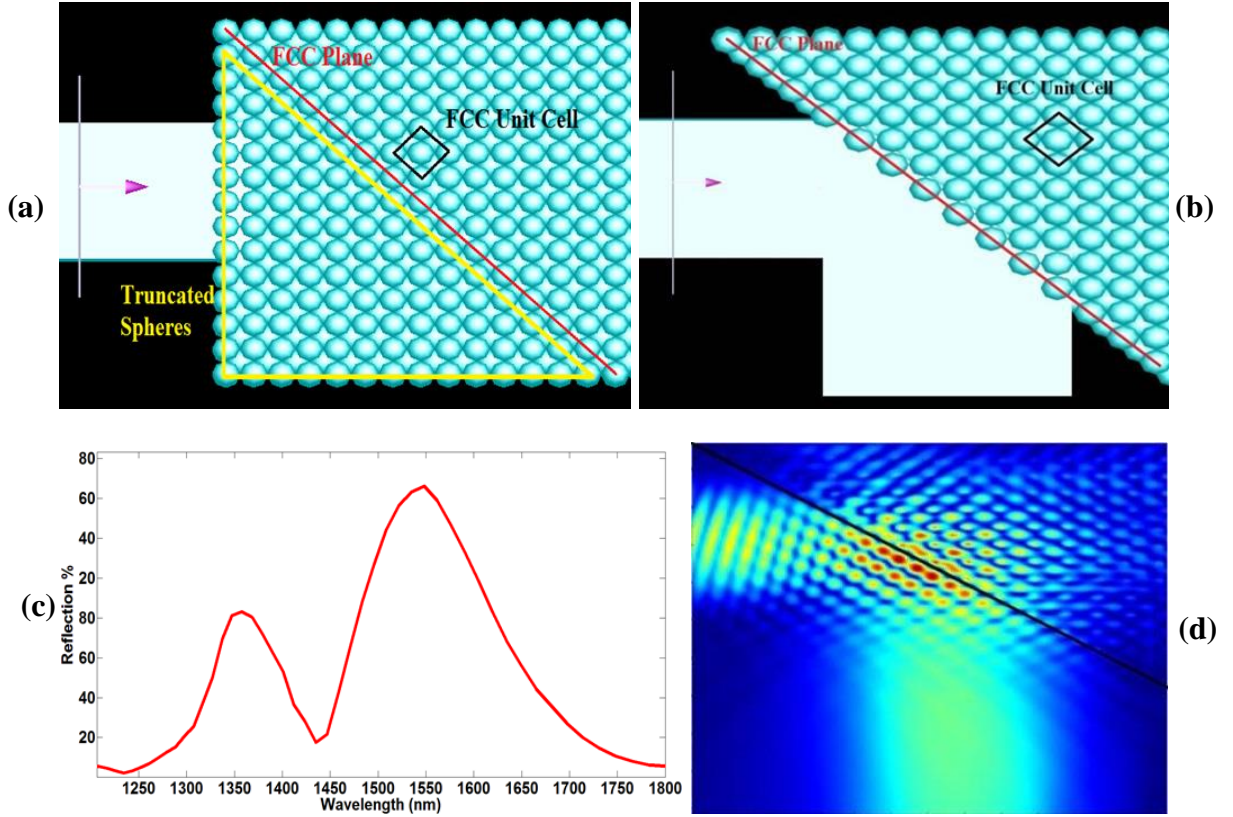 (a)
FCC Plane
FCC Unit Cell
Truncated
Spheres
FCC Plane
FCC Unit Cell
(b)
(c)
Reflection %
80
60
20
80
60
40
20
1250 1300 1350 1400 1450 1500 1550 1600 1650 1700 1750 1800
Wavelength (nm)
(d)